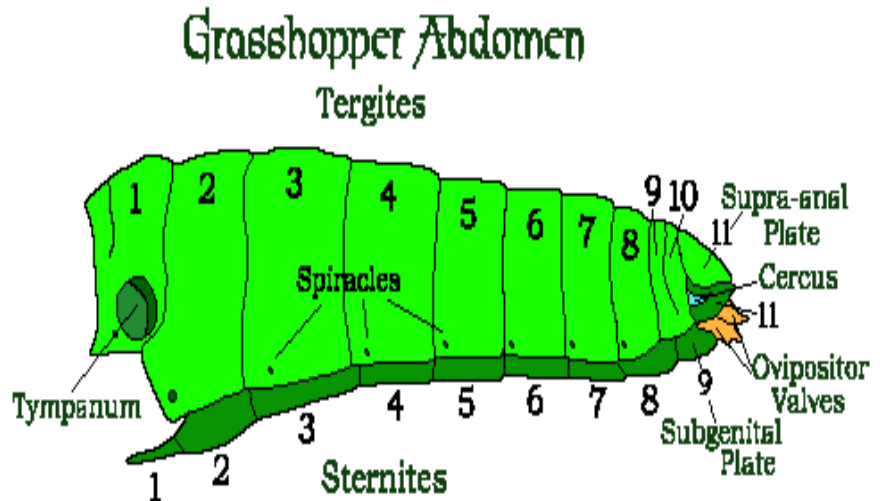 Grasshopper Abdomen
Tergites
1
2
3
4
5
6
7
8
9
10
11
Supra-anal
Plate
Cercus
11
Ovipositor
Valves
Spiracles
Tympanum
1
2
3
4
5
6
7
8
9
Subgenital
Plate
Sternites